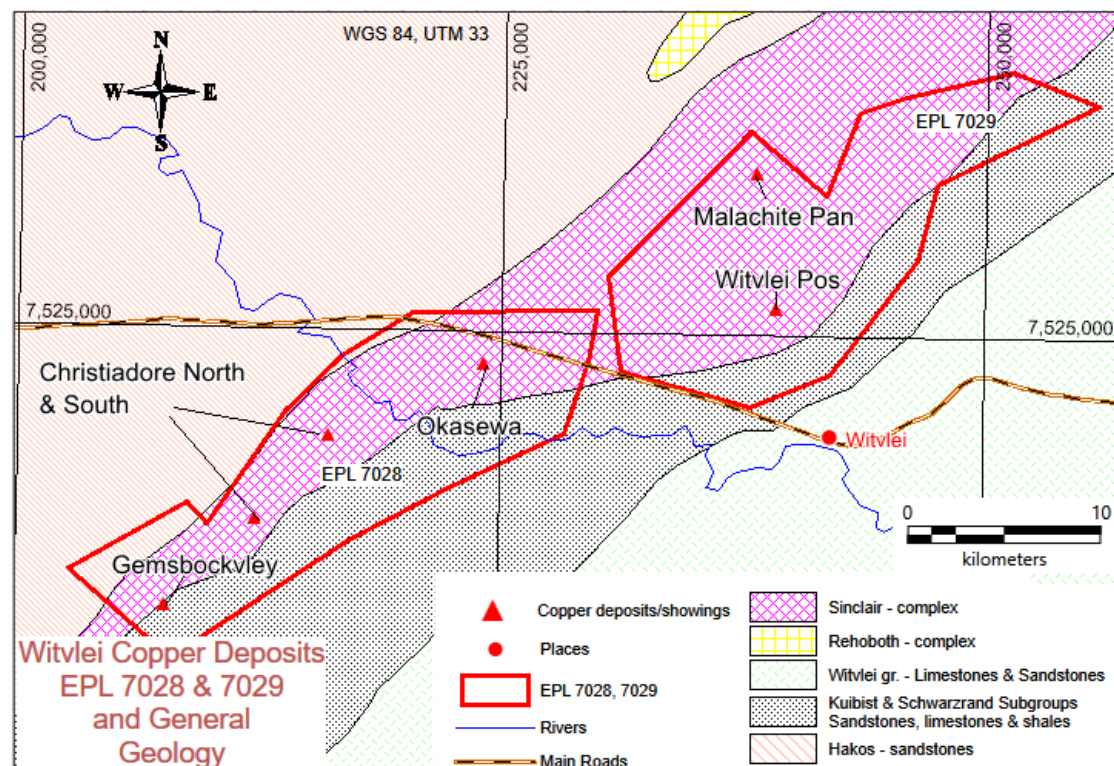 200,000
WGS 84, UTM 33
225,000
250,000
N
W E
S
EPL 7029
Malachite Pan
Witvlei Pos
7,525,000
7,525,000
Christiadore North
& South
Okasewa
Witvlei
EPL 7028
Gemsbockvley
0 10
kilometers
Witvlei Copper Deposits
EPL 7028 & 7029
and General
Geology
Copper deposits/showings
Places
EPL 7028, 7029
Rivers
Main Roads
Sinclair - complex
Rehoboth - complex
Witvlei gr. - Limestones & Sandstones
Kuibist & Schwarzrand Subgroups
Sandstones, limestones & shales
Hakos - sandstones